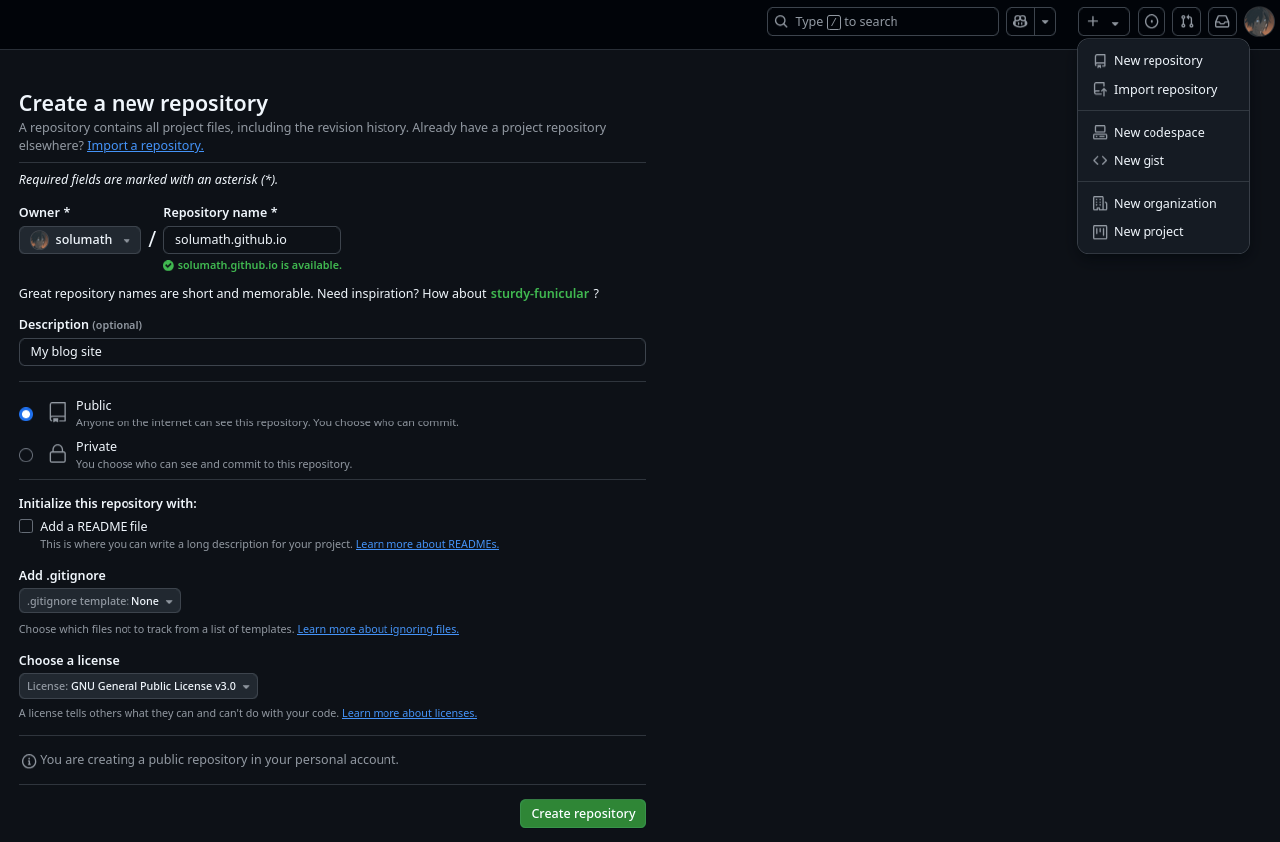 Type / to search
New repository
Import repository
New codespace
New gist
New organization
New project
Create a new repository
A repository contains all project files, including the revision history. Already have a project repository
elsewhere? Import a repository.
Required fields are marked with an asterisk (*).
Owner * Repository name *
solumath / solumath.github.io
solumath.github.io is available.
Great repository names are short and memorable. Need inspiration? How about sturdy-funicular ?
Description (optional)
My blog site
Public
Anyone on the internet can see this repository. You choose who can commit.
Private
You choose who can see and commit to this repository.
Initialize this repository with:
Add a README file
This is where you can write a long description for your project. Learn more about READMEs.
Add .gitignore
.gitignore template: None
Choose which files not to track from a list of templates. Learn more about ignoring files.
Choose a license
License: GNU General Public License v3.0
A license tells others what they can and can't do with your code. Learn more about licenses.
You are creating a public repository in your personal account.
Create repository